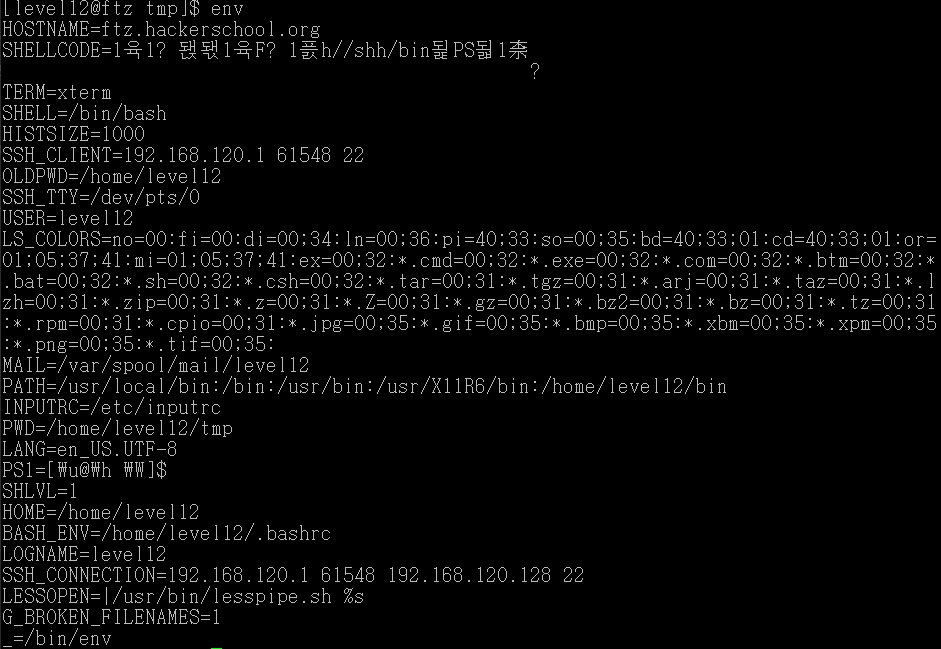 [level12@ftz tmp]$ env
HOSTNAME=ftz.hackerschool.org
SHELLCODE=1육1? 됁뫿1육F? 1픐h//shh/bin됥PS됣1柰
?
TERM=xterm
SHELL=/bin/bash
HISTSIZE=1000
SSH_CLIENT=192.168.120.1 61548 22
OLDPWD=/home/level12
SSH_TTY=/dev/pts/0
USER=level12
LS_COLORS=no=00:fi=00:di=00;34:ln=00;36:pi=40;33:so=00;35:bd=40;33;01:cd=40;33;01:or=
01;05;37;41:mi=01;05;37;41:ex=00;32:*.cmd=00;32:*.exe=00;32:*.com=00;32:*.btm=00;32:*
.bat=00;32:*.sh=00;32:*.csh=00;32:*.tar=00;31:*.tgz=00;31:*.arj=00;31:*.taz=00;31:*.l
zh=00;31:*.zip=00;31:*.z=00;31:*.Z=00;31:*.gz=00;31:*.bz2=00;31:*.bz=00;31:*.tz=00;31
:*.rpm=00;31:*.cpio=00;31:*.jpg=00;35:*.gif=00;35:*.bmp=00;35:*.xbm=00;35:*.xpm=00;35
:*.png=00;35:*.tif=00;35:
MAIL=/var/spool/mail/level12
PATH=/usr/local/bin:/bin:/usr/bin:/usr/X11R6/bin:/home/level12/bin
INPUTRC=/etc/inputrc
PWD=/home/level12/tmp
LANG=en_US.UTF-8
PS1=[₩u@₩h ₩W]$
SHLVL=1
HOME=/home/level12
BASH_ENV=/home/level12/.bashrc
LOGNAME=level12
SSH_CONNECTION=192.168.120.1 61548 192.168.120.128 22
LESSOPEN=|/usr/bin/lesspipe.sh %s
G_BROKEN_FILENAMES=1
_=/bin/env